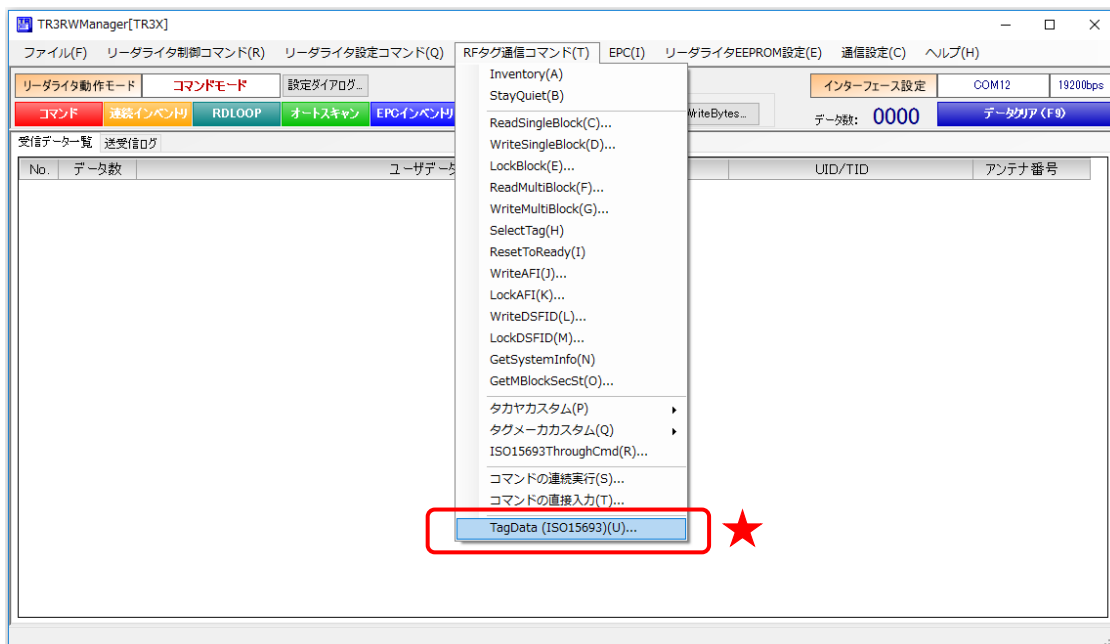 TR3RWManager[TR3X]
ファイル(F) リーダライタ制御コマンド(R) リーダライタ設定コマンド(Q) RFタグ通信コマンド(T) EPC(I) リーダライタEEPROM設定(E) 通信設定(C) ヘルプ(H)
リーダライタ動作モード コマンドモード 設定ダイアログ... インターフェース設定 COM12 19200bps
コマンド 連続インベントリ RDLOOP オートスキャン EPCインベントリ WriteBytes... データ数: 0000 データクリア(F9)
受信データ一覧 送受信ログ
No. データ数 ユーザデータ UID/TID アンテナ番号
Inventory(A)
StayQuiet(B)
ReadSingleBlock(C)...
WriteSingleBlock(D)...
LockBlock(E)...
ReadMultiBlock(F)...
WriteMultiBlock(G)...
SelectTag(H)
ResetToReady(I)
WriteAFI(J)...
LockAFI(K)...
WriteDSFID(L)...
LockDSFID(M)...
GetSystemInfo(N)
GetMBlockSecSt(O)...
タカヤカスタム(P)
タグメーカカスタム(Q)
ISO15693ThroughCmd(R)...
コマンドの連続実行(S)...
コマンドの直接入力(T)...
TagData (ISO15693)(U)...